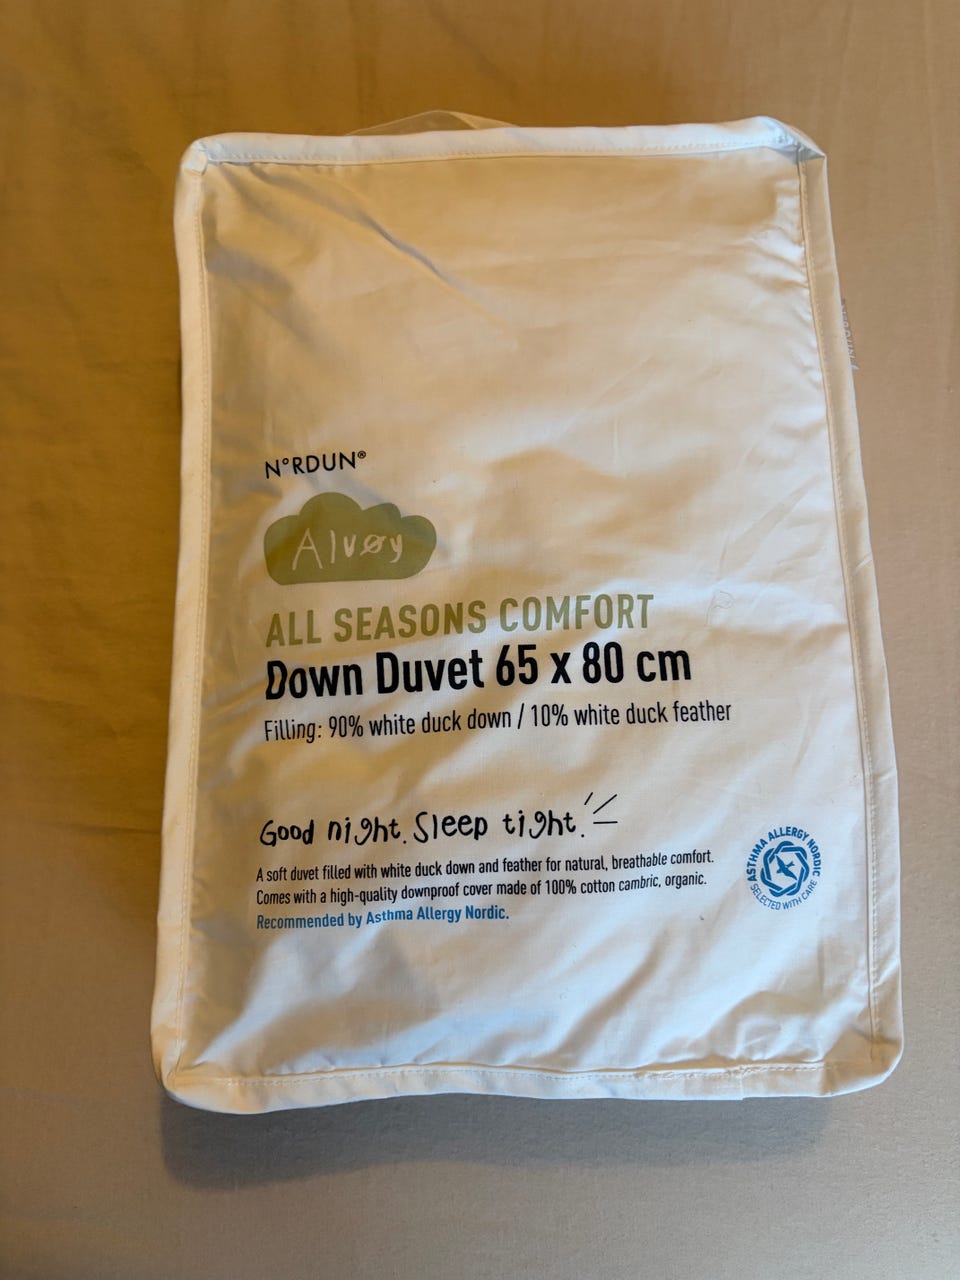 N°RDUN®
Alvøy
ALL SEASONS COMFORT
Down Duvet 65 x 80 cm
Filling: 90% white duck down / 10% white duck feather
Good night. Sleep tight.
A soft duvet filled with white duck down and feather for natural, breathable comfort.
Comes with a high-quality downproof cover made of 100% cotton cambric, organic.
Recommended by Asthma Allergy Nordic.
ASTHMA ALLERGY NORDIC
SELECTED WITH CARE